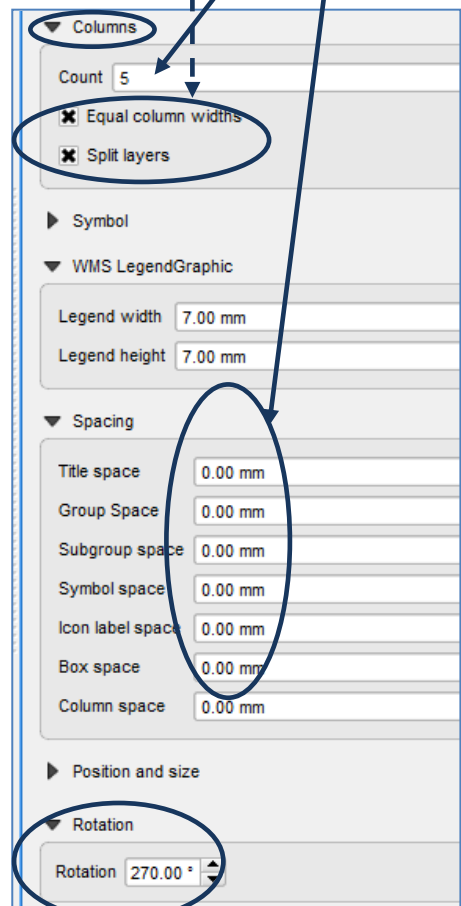 Columns
Count 5
Equal column widths
Split layers
Symbol
WMS LegendGraphic
Legend width 7.00 mm
Legend height 7.00 mm
Spacing
Title space 0.00 mm
Group Space 0.00 mm
Subgroup space 0.00 mm
Symbol space 0.00 mm
Icon label space 0.00 mm
Box space 0.00 mm
Column space 0.00 mm
Position and size
Rotation
Rotation 270.00 °